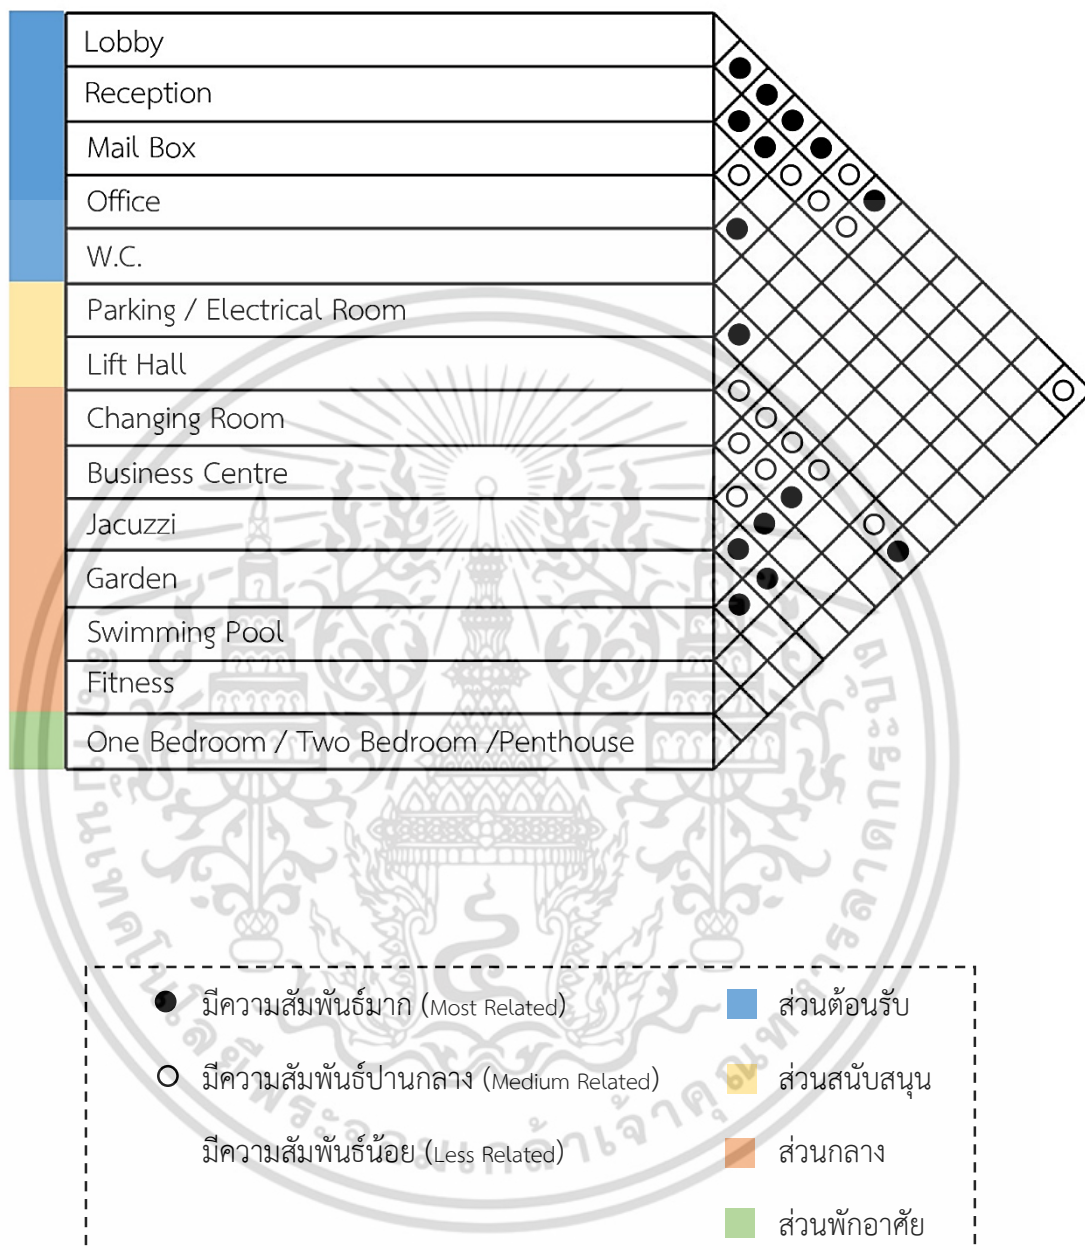 Lobby
Reception
Mail Box
Office
W.C.
Parking / Electrical Room
Lift Hall
Changing Room
Business Centre
Jacuzzi
Garden
Swimming Pool
Fitness
One Bedroom / Two Bedroom /Penthouse
มีความสัมพันธ์มาก (Most Related)
ส่วนต้อนรับ
มีความสัมพันธ์ปานกลาง (Medium Related)
ส่วนสนับสนุน
มีความสัมพันธ์น้อย (Less Related)
ส่วนกลาง
ส่วนพักอาศัย